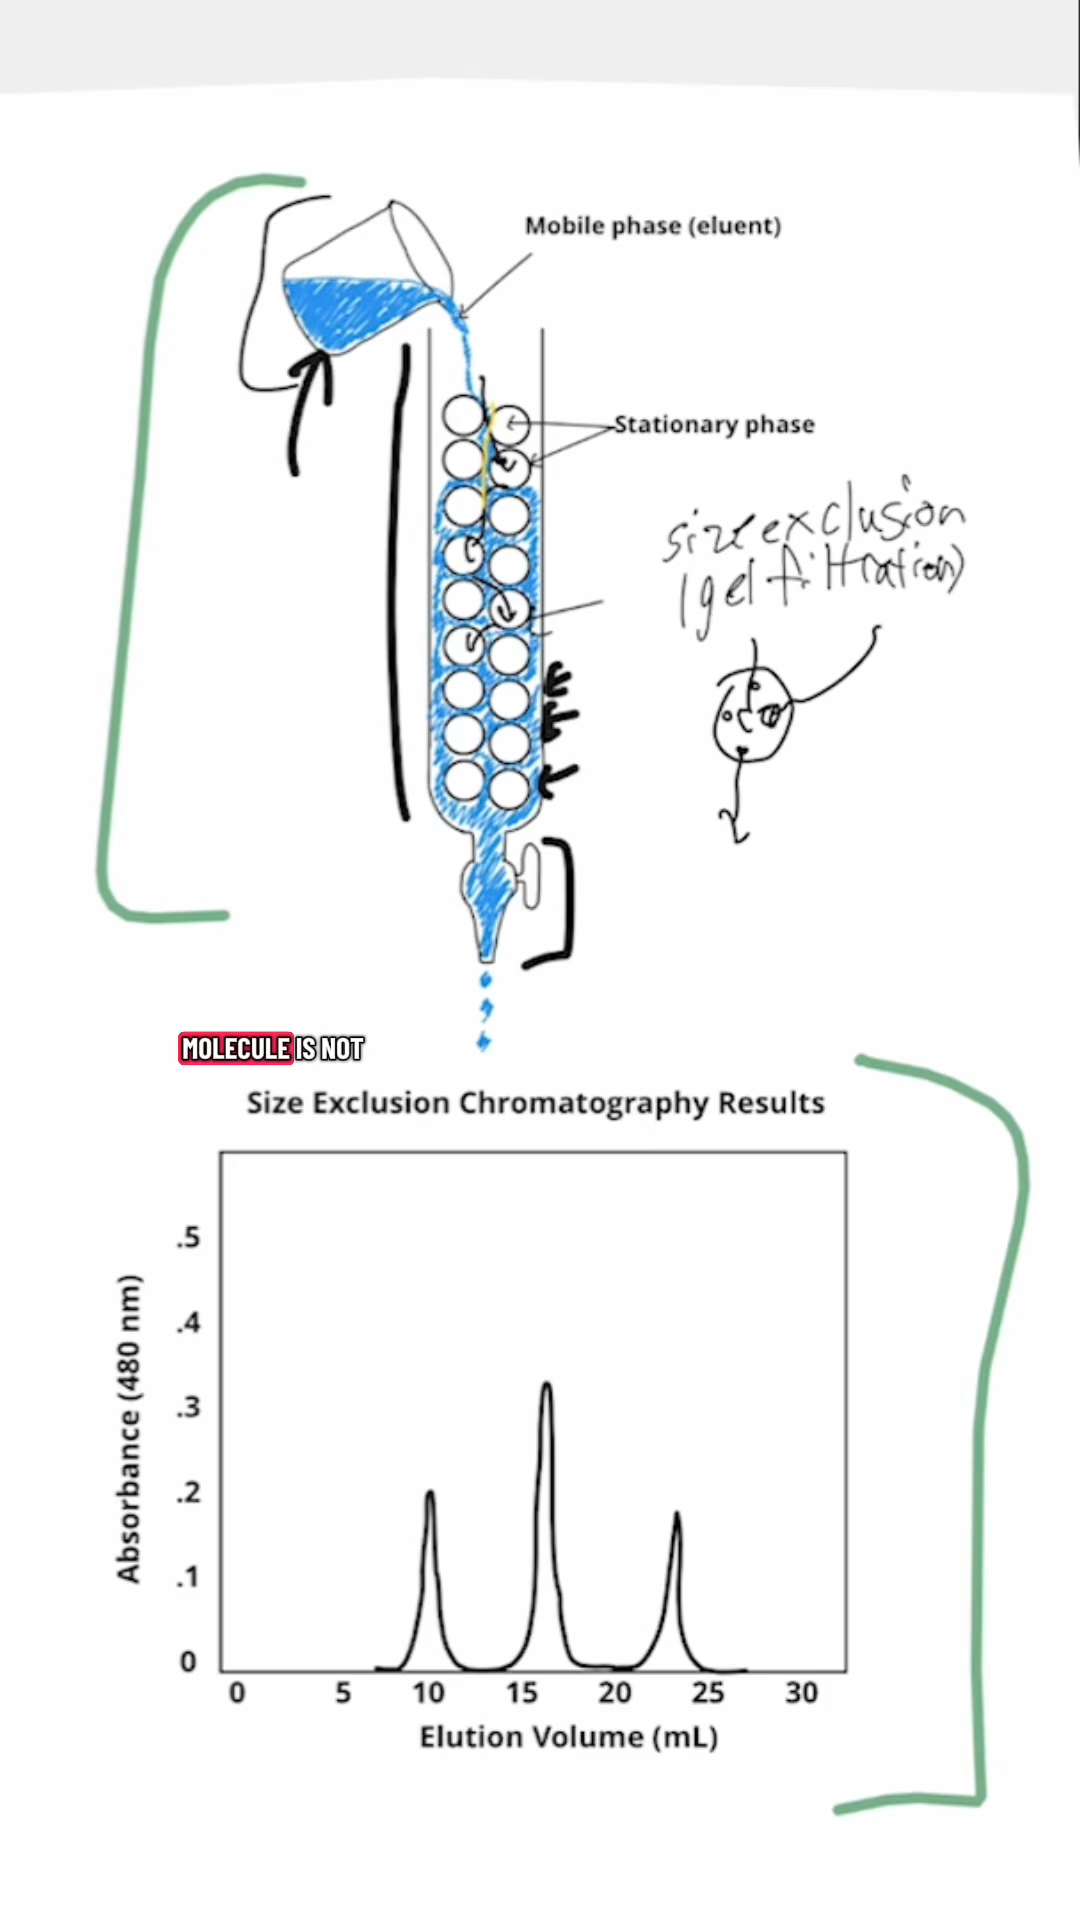 Mobile phase (eluent)
Stationary phase
size exclusion
(gel filtration)
MOLECULE IS NOT
Size Exclusion Chromatography Results
.5
.4
.3
.2
.1
0
Absorbance (480 nm)
0 5 10 15 20 25 30
Elution Volume (mL)